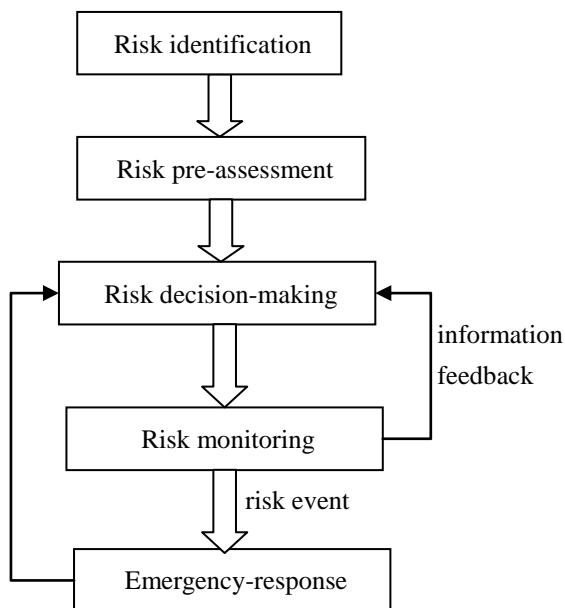 Risk identification
Risk pre-assessment
Risk decision-making
information
feedback
Risk monitoring
risk event
Emergency-response